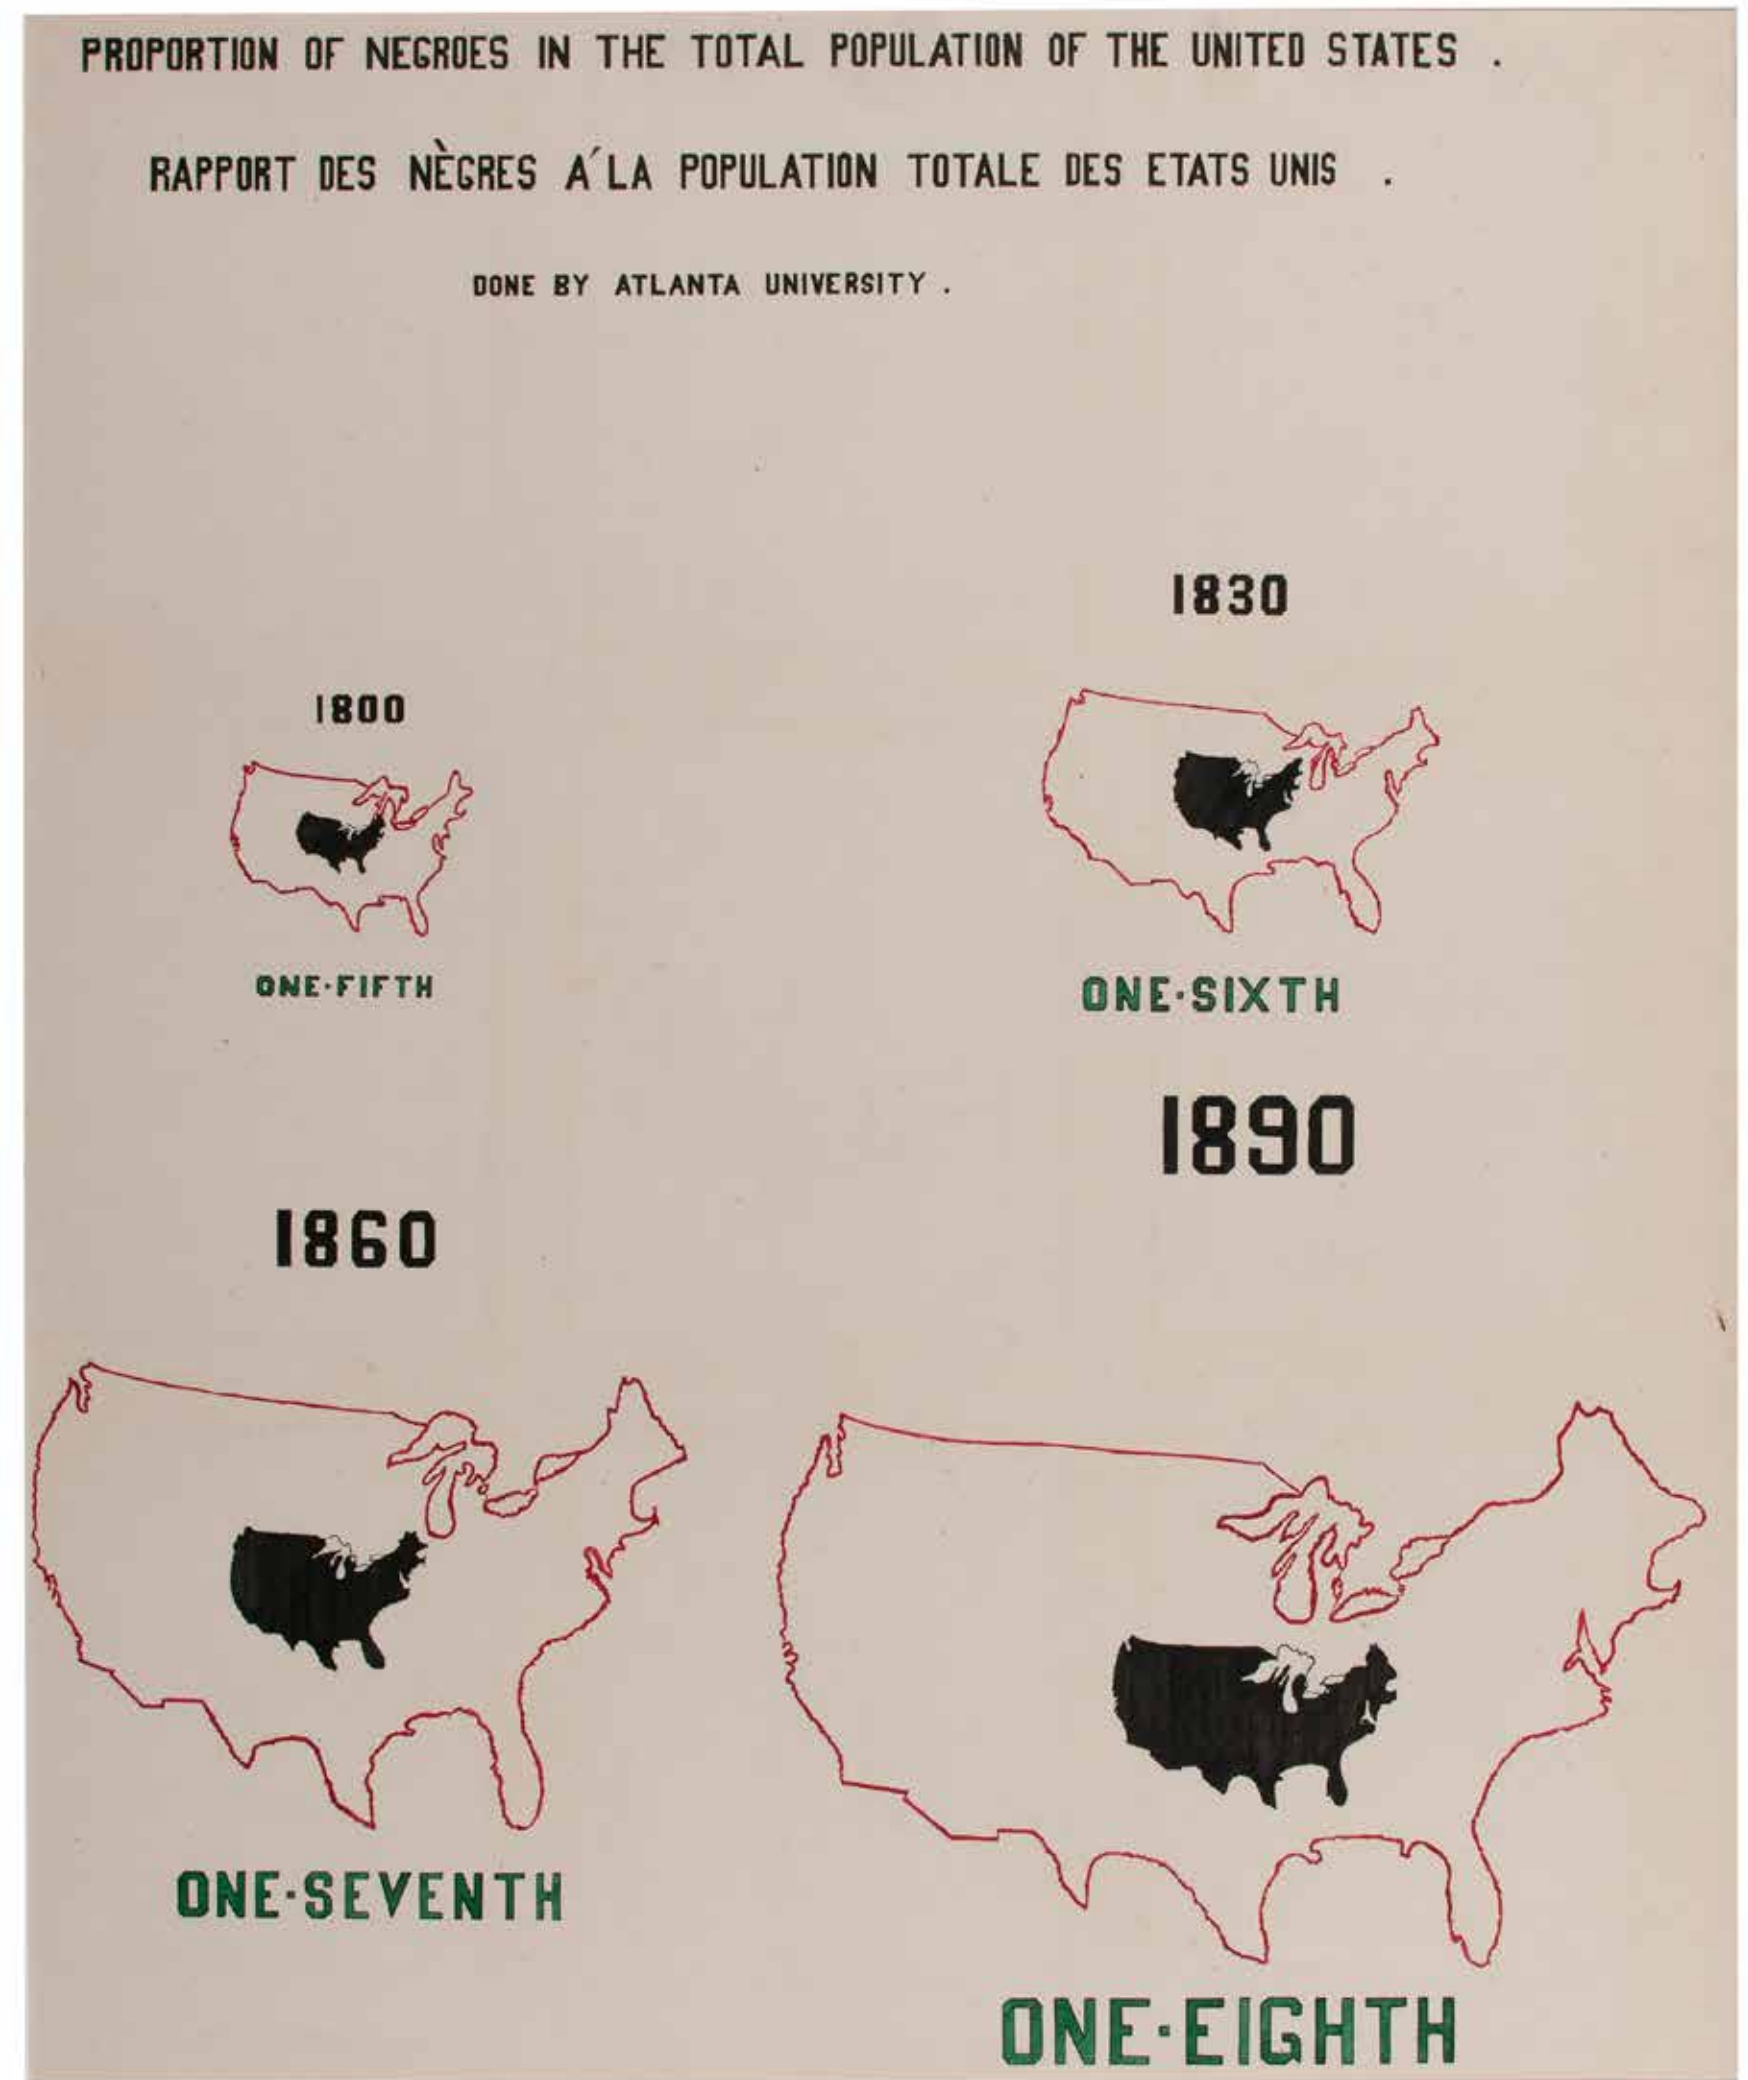 PROPORTION OF NEGROES IN THE TOTAL POPULATION OF THE UNITED STATES .
RAPPORT DES NÈGRES A´LA POPULATION TOTALE DES ETATS UNIS .
DONE BY ATLANTA UNIVERSITY .
1800
ONE·FIFTH
1830
ONE·SIXTH
1860
ONE·SEVENTH
1890
ONE·EIGHTH